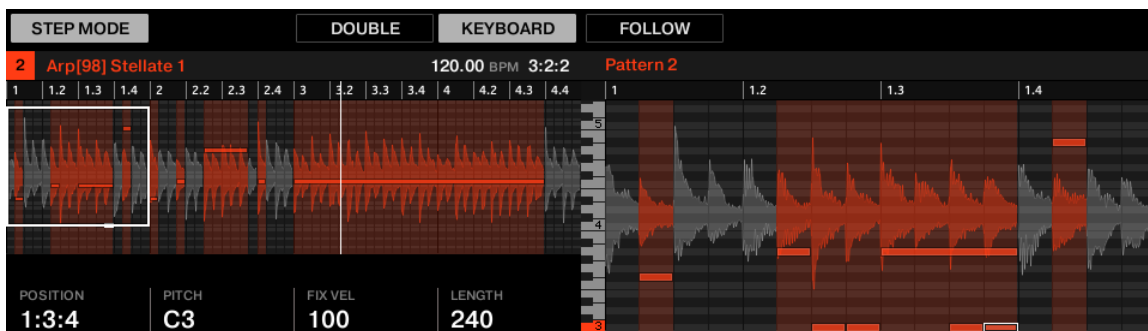 STEP MODE DOUBLE KEYBOARD FOLLOW
2 Arp[98] Stellate 1 120.00 BPM 3:2:2 Pattern 2
1 1.2 1.3 1.4 2 2.2 2.3 2.4 3 3.2 3.3 3.4 4 4.2 4.3 4.4 1 1.2 1.3 1.4
5
4
POSITION PITCH FIX VEL LENGTH
1:3:4 C3 100 240 3